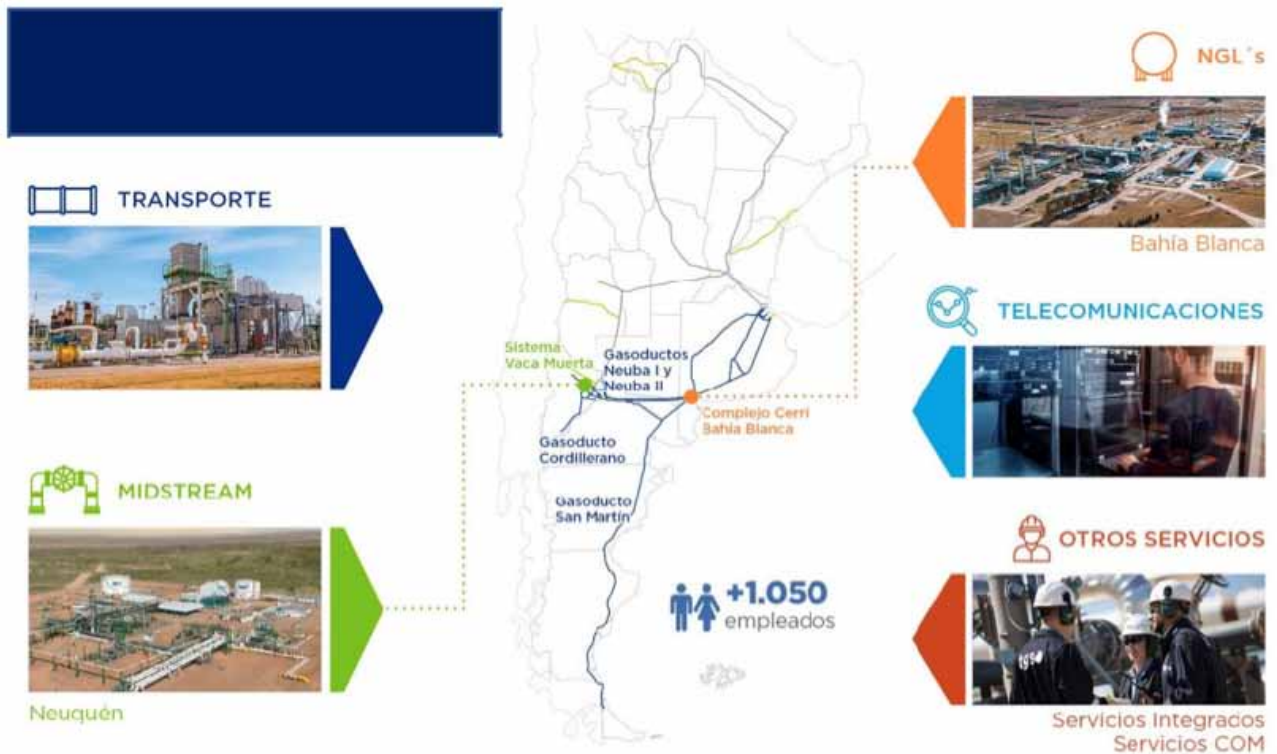 NGL´s
TRANSPORTE
Bahía Blanca
TELECOMUNICACIONES
Sistema
Vaca Muerta
Gasoductos
Neuba I y
Neuba II
Complejo Cerri
Bahía Blanca
Gasoducto
Cordillerano
MIDSTREAM
Gasoducto
San Martín
OTROS SERVICIOS
+1.050
empleados
tgs
Neuquén
Servicios Integrados
Servicios COM